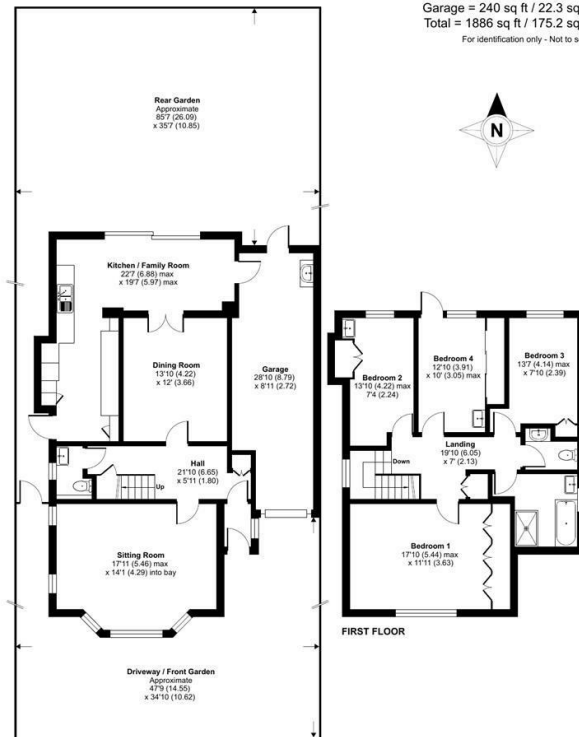 Garage = 240 sq ft / 22.3 sq
Total = 1886 sq ft / 175.2 sq
For identification only - Not to s
N
Rear Garden
Approximate
85'7 (26.09)
x 35'7 (10.85)
Kitchen / Family Room
22'7 (6.88) max
x 19'7 (5.97) max
Dining Room
13'10 (4.22)
x 12' (3.66)
Garage
28'10 (8.79)
x 8'11 (2.72)
Hall
21'10 (6.65)
x 5'11 (1.80)
Up
Sitting Room
17'11 (5.46) max
x 14'1 (4.29) into bay
Driveway / Front Garden
Approximate
47'9 (14.55)
x 34'10 (10.62)
Bedroom 2
13'10 (4.22) max
7'4 (2.24)
Bedroom 4
12'10 (3.91)
x 10' (3.05) max
Bedroom 3
13'7 (4.14) max
x 7'10 (2.39)
Landing
19'10 (6.05)
x 7' (2.13)
Down
Bedroom 1
17'10 (5.44) max
x 11'11 (3.63)
FIRST FLOOR